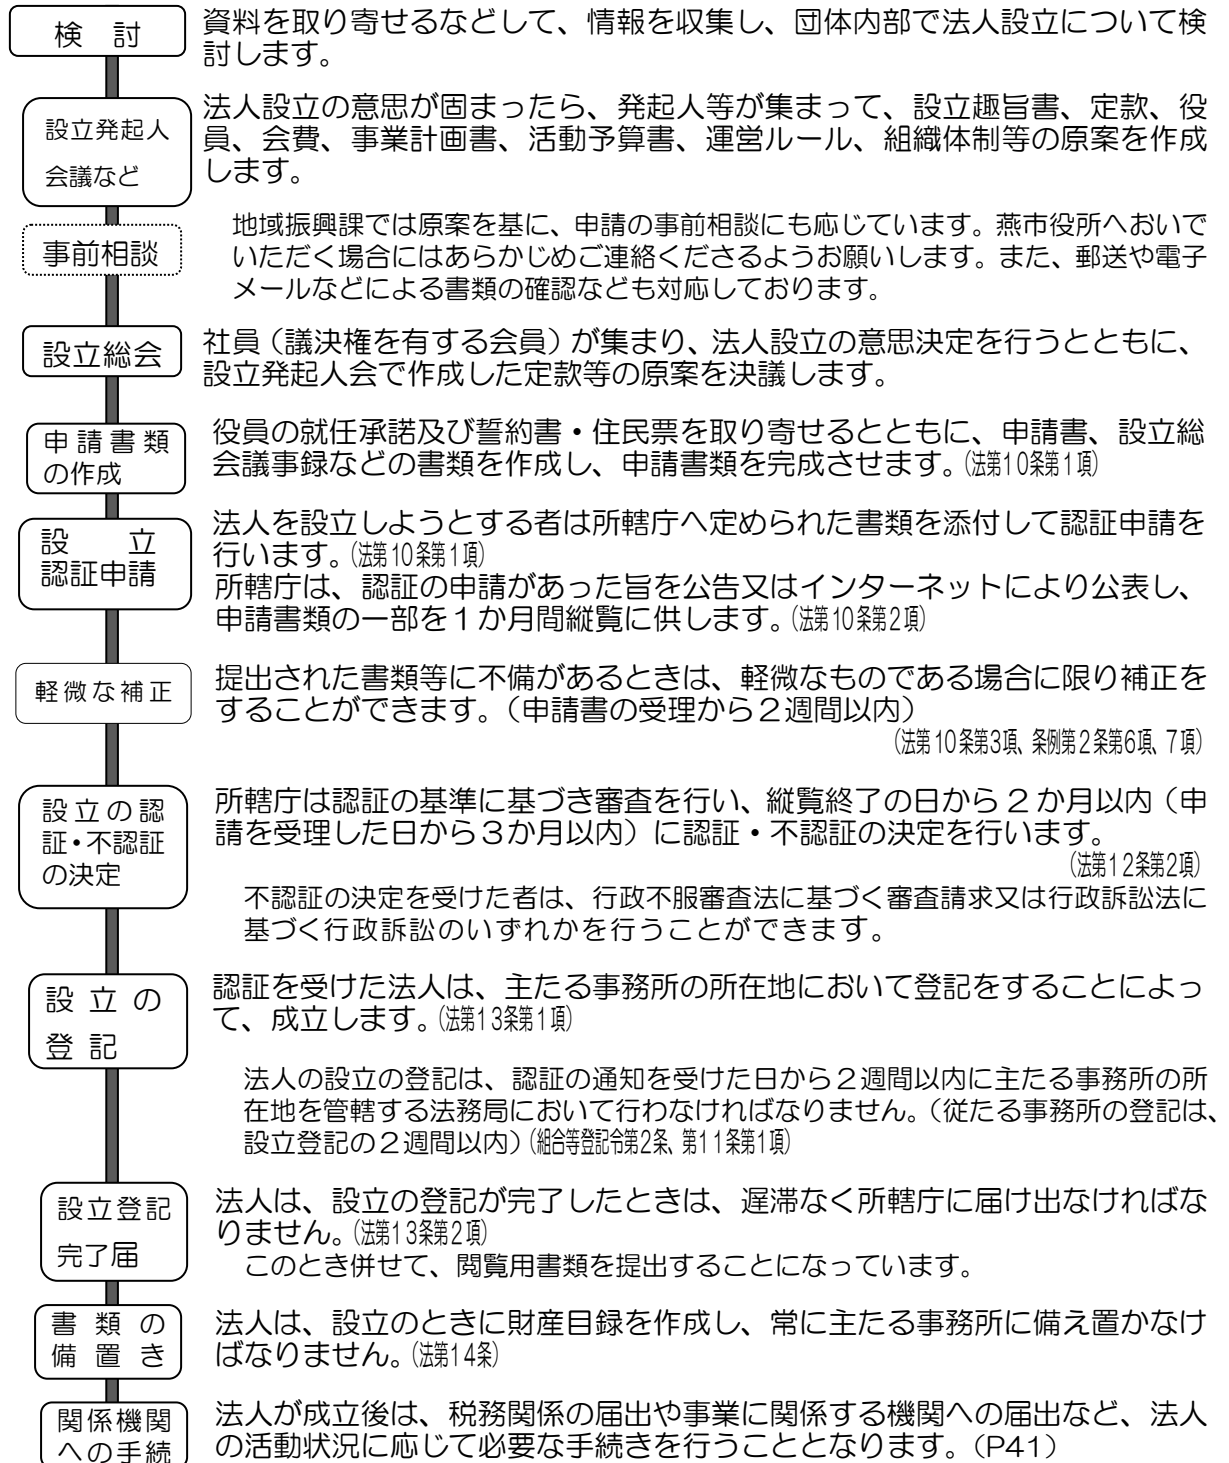 検 討
資料を取り寄せるなどして、情報を収集し、団体内部で法人設立について検
討します。
設立発起人
会議など
法人設立の意思が固まったら、発起人等が集まって、設立趣旨書、定款、役
員、会費、事業計画書、活動予算書、運営ルール、組織体制等の原案を作成
します。
事前相談
地域振興課では原案を基に、申請の事前相談にも応じています。燕市役所へおいで
いただく場合にはあらかじめご連絡くださるようお願いします。また、郵送や電子
メールなどによる書類の確認なども対応しております。
設立総会
社員（議決権を有する会員）が集まり、法人設立の意思決定を行うとともに、
設立発起人会で作成した定款等の原案を決議します。
申請書類
の作成
役員の就任承諾及び誓約書・住民票を取り寄せるとともに、申請書、設立総
会議事録などの書類を作成し、申請書類を完成させます。（法第10条第1項）
設 立
認証申請
法人を設立しようとする者は所轄庁へ定められた書類を添付して認証申請を
行います。（法第10条第1項）
所轄庁は、認証の申請があった旨を公告又はインターネットにより公表し、
申請書類の一部を１か月間縦覧に供します。（法第10条第2項）
軽微な補正
提出された書類等に不備があるときは、軽微なものである場合に限り補正を
することができます。（申請書の受理から２週間以内）
（法第10条第3項、条例第2条第6項、7項）
設立の認
証・不認証
の決定
所轄庁は認証の基準に基づき審査を行い、縦覧終了の日から 2 か月以内（申
請を受理した日から３か月以内）に認証・不認証の決定を行います。
（法第12条第2項）
不認証の決定を受けた者は、行政不服審査法に基づく審査請求又は行政訴訟法に
基づく行政訴訟のいずれかを行うことができます。
設 立 の
登 記
認証を受けた法人は、主たる事務所の所在地において登記をすることによっ
て、成立します。（法第13条第1項）
法人の設立の登記は、認証の通知を受けた日から２週間以内に主たる事務所の所
在地を管轄する法務局において行わなければなりません。（従たる事務所の登記は、
設立登記の２週間以内）（組合等登記令第2条、第11条第1項）
設立登記
完了届
法人は、設立の登記が完了したときは、遅滞なく所轄庁に届け出なければな
りません。（法第13条第2項）
このとき併せて、閲覧用書類を提出することになっています。
書 類 の
備 置 き
法人は、設立のときに財産目録を作成し、常に主たる事務所に備え置かなけ
ればなりません。（法第14条）
関係機関
への手続
法人が成立後は、税務関係の届出や事業に関係する機関への届出など、法人
の活動状況に応じて必要な手続きを行うこととなります。（P41）